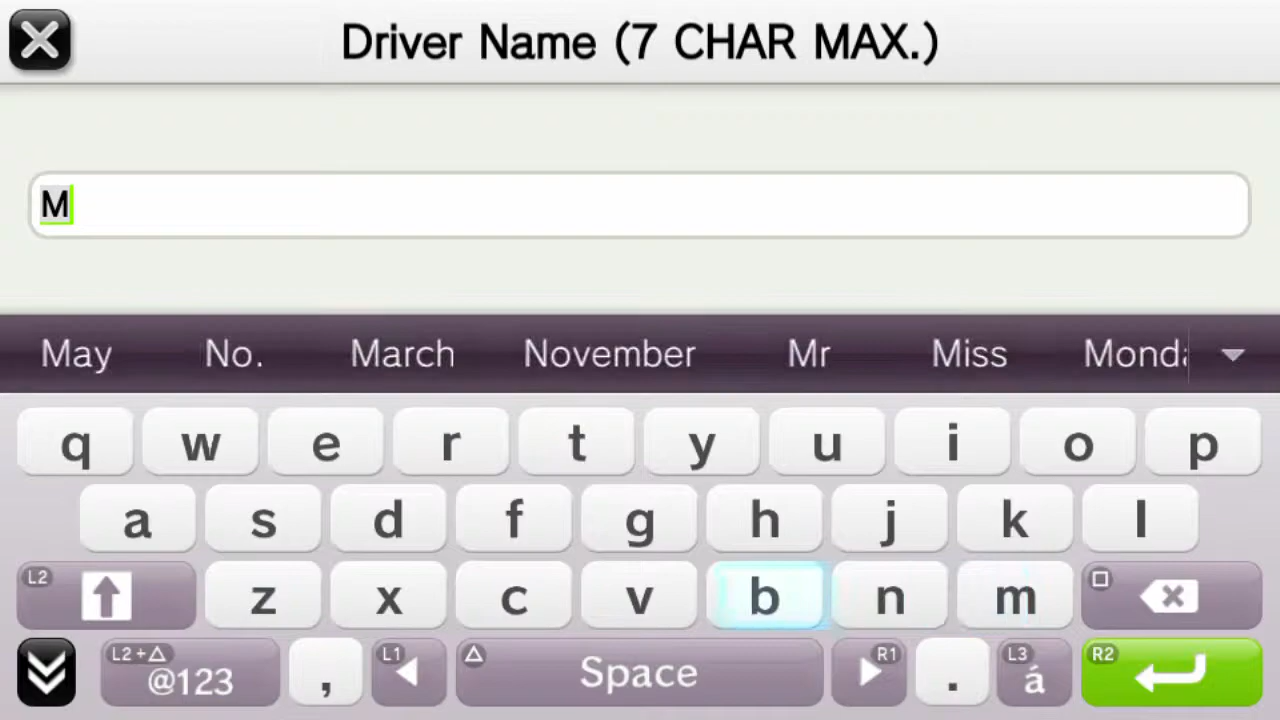 Driver Name (7 CHAR MAX.)
M
May No. March November Mr Miss Mond
q w e r t y u i o p
a s d f g h j k l
L2 z x c v b n m
L2+△ @123 , L1 △ Space R1 . L3 á R2